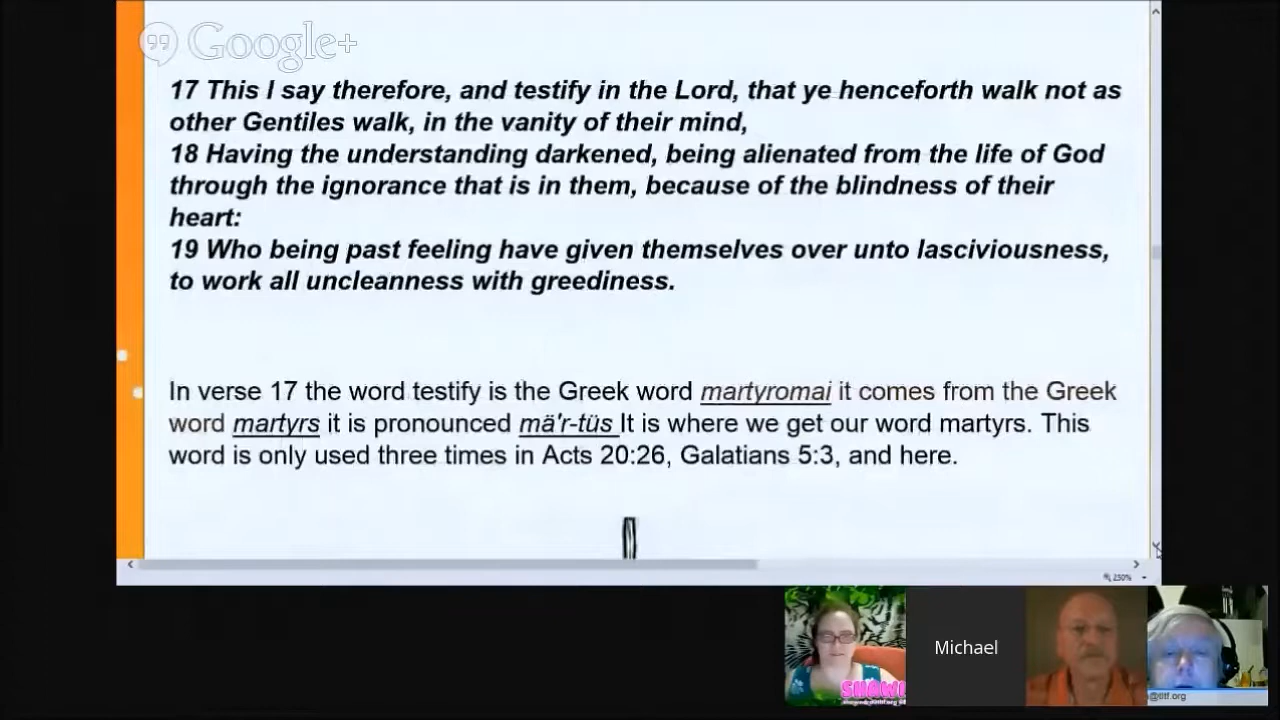 Google+
17 This I say therefore, and testify in the Lord, that ye henceforth walk not as
other Gentiles walk, in the vanity of their mind,
18 Having the understanding darkened, being alienated from the life of God
through the ignorance that is in them, because of the blindness of their
heart:
19 Who being past feeling have given themselves over unto lasciviousness,
to work all uncleanness with greediness.
In verse 17 the word testify is the Greek word martyromai it comes from the Greek
word martyrs it is pronounced mä'r-tüs It is where we get our word martyrs. This
word is only used three times in Acts 20:26, Galatians 5:3, and here.
250%
Michael